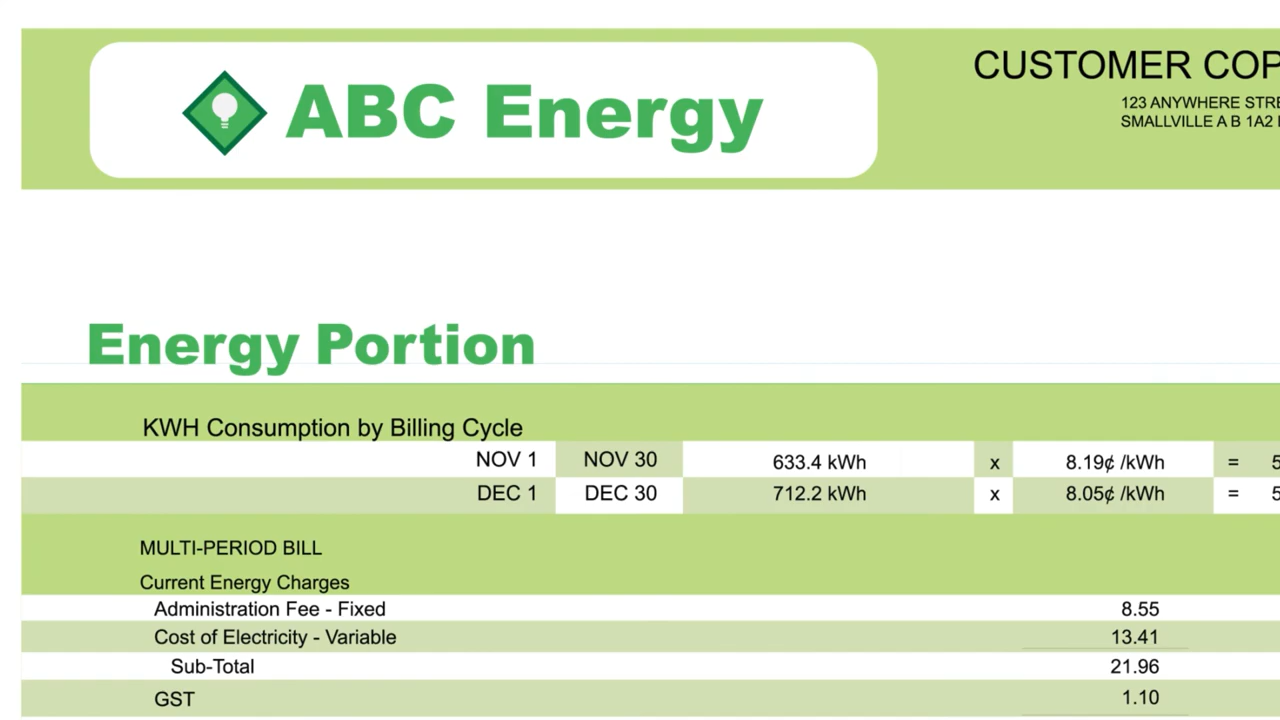 ABC Energy
CUSTOMER COP
123 ANYWHERE STRE
SMALLVILLE A B 1A2
Energy Portion
KWH Consumption by Billing Cycle
NOV 1 NOV 30 633.4 kWh x 8.19¢ /kWh = 5
DEC 1 DEC 30 712.2 kWh x 8.05¢ /kWh = 5
MULTI-PERIOD BILL
Current Energy Charges
Administration Fee - Fixed 8.55
Cost of Electricity - Variable 13.41
Sub-Total 21.96
GST 1.10